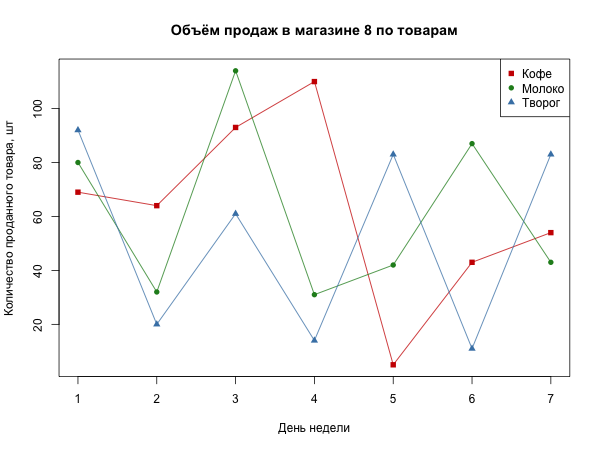 Объём продаж в магазине 8 по товарам
Количество проданного товара, шт
100
80
60
40
20
Кофе
Молоко
Творог
1 2 3 4 5 6 7
День недели